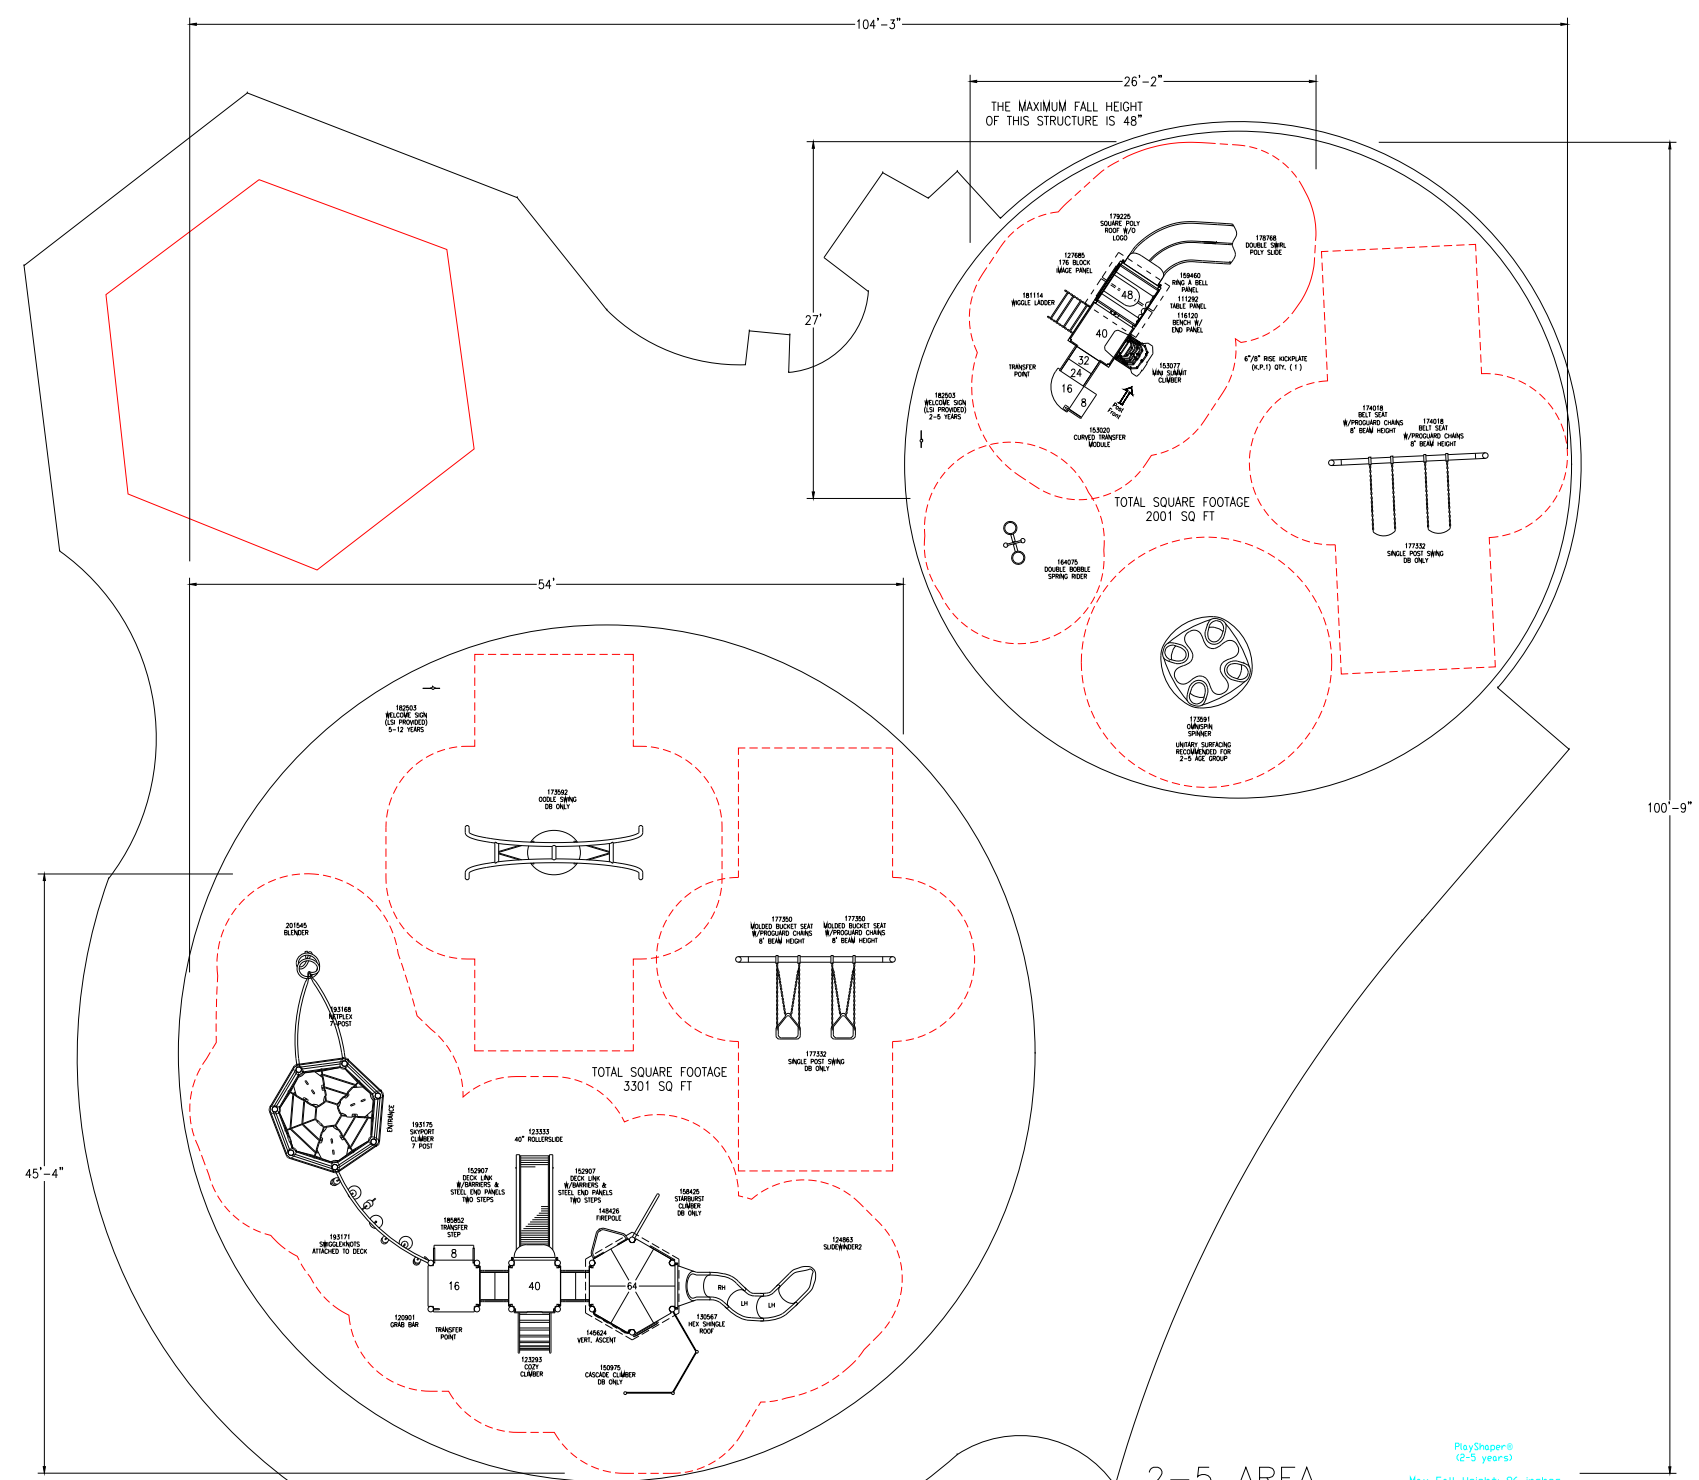 104'-3"
26'-2"
THE MAXIMUM FALL HEIGHT
OF THIS STRUCTURE IS 48"
179225
SQUARE POLY
ROOF W/O
LOGO
178768
DOUBLE SWIRL
POLY SLIDE
127685
176 BLOCK
IMAGE PANEL
159460
RING A BELL
PANEL
111292
TABLE PANEL
116120
BENCH W/
END PANEL
181114
WIGGLE LADDER
48
40
32
24
16
8
27'
TRANSFER
POINT
153077
MINI SUMMIT
CLIMBER
6"/8" RISE KICKPLATE
(K.P.1) QTY. ( 1 )
Post
Front
153020
CURVED TRANSFER
MODULE
182503
WELCOME SIGN
(LSI PROVIDED)
2-5 YEARS
174018
BELT SEAT
W/PROGUARD CHAINS
8' BEAM HEIGHT
174018
BELT SEAT
W/PROGUARD CHAINS
8' BEAM HEIGHT
TOTAL SQUARE FOOTAGE
2001 SQ FT
177332
SINGLE POST SWING
DB ONLY
164075
DOUBLE BOBBLE
SPRING RIDER
54'
173591
OMNISPIN
SPINNER
UNITARY SURFACING
RECOMMENDED FOR
2-5 AGE GROUP
182503
WELCOME SIGN
(LSI PROVIDED)
5-12 YEARS
100'-9"
173592
OODLE SWING
DB ONLY
201545
BLENDER
177350
MOLDED BUCKET SEAT
W/PROGUARD CHAINS
8' BEAM HEIGHT
177350
MOLDED BUCKET SEAT
W/PROGUARD CHAINS
8' BEAM HEIGHT
193168
NETPLEX
7-POST
177332
SINGLE POST SWING
DB ONLY
TOTAL SQUARE FOOTAGE
3301 SQ FT
ENTRANCE
193175
SKYPORT
CLIMBER
7 POST
123333
40" ROLLERSLIDE
45'-4"
152907
DECK LINK
W/BARRIERS &
STEEL END PANELS
TWO STEPS
152907
DECK LINK
W/BARRIERS &
STEEL END PANELS
TWO STEPS
158425
STARBURST
CLIMBER
DB ONLY
148426
FIREPOLE
185852
TRANSFER
STEP
193171
SWIGGLEKNOTS
ATTACHED TO DECK
124863
SLIDEWINDER2
8
16
40
64
RH
LH
LH
120901
GRAB BAR
TRANSFER
POINT
145624
VERT. ASCENT
130567
HEX SHINGLE
ROOF
123293
COZY
CLIMBER
150975
CASCADE CLIMBER
DB ONLY
2-5 AREA
PlayShaper®
(2-5 years)